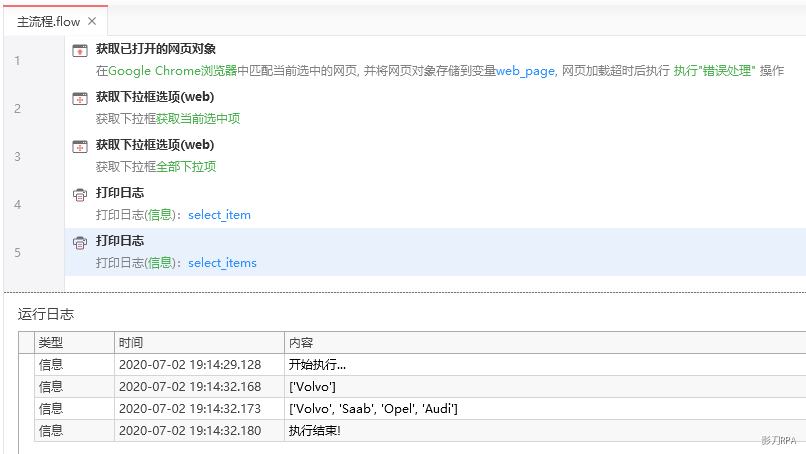 主流程.flow ×
1 获取已打开的网页对象
在Google Chrome浏览器中匹配当前选中的网页, 并将网页对象存储到变量web_page, 网页加载超时后执行 执行"错误处理" 操作
2 获取下拉框选项(web)
获取下拉框获取当前选中项
3 获取下拉框选项(web)
获取下拉框全部下拉项
4 打印日志
打印日志(信息): select_item
5 打印日志
打印日志(信息): select_items
运行日志
类型 时间 内容
信息 2020-07-02 19:14:29.128 开始执行...
信息 2020-07-02 19:14:32.168 ['Volvo']
信息 2020-07-02 19:14:32.173 ['Volvo', 'Saab', 'Opel', 'Audi']
信息 2020-07-02 19:14:32.180 执行结束!
影刀RPA